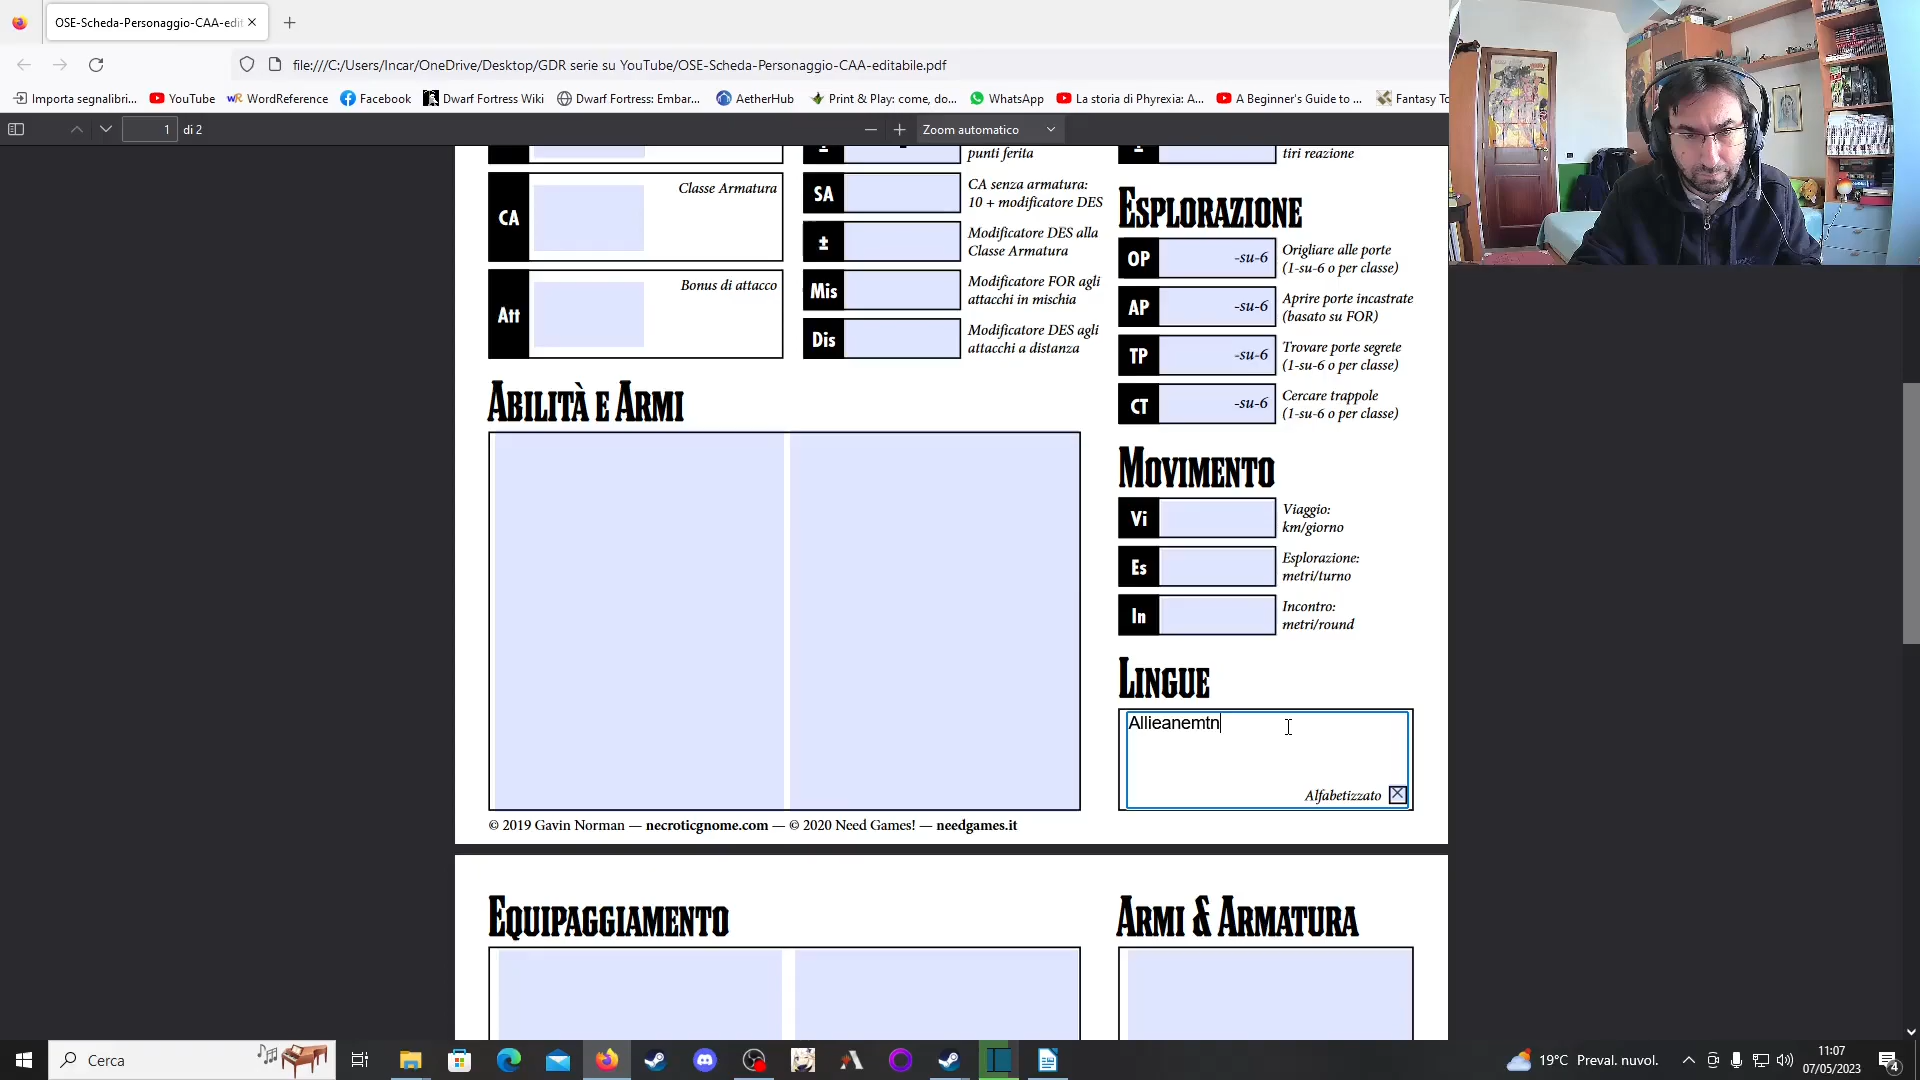 OSE-Scheda-Personaggio-CAA-edit
file:///C:/Users/Incar/OneDrive/Desktop/GDR serie su YouTube/OSE-Scheda-Personaggio-CAA-editabile.pdf
Importa segnalibri... YouTube WordReference Facebook Dwarf Fortress Wiki Dwarf Fortress: Embar... AetherHub Print & Play: come, do... WhatsApp La storia di Phyrexia: A... A Beginner's Guide to ... Fantasy To
1 di 2 Zoom automatico
± punti ferita
± tiri reazione
CA Classe Armatura
SA CA senza armatura:
10 + modificatore DES
± Modificatore DES alla
Classe Armatura
Att Bonus di attacco
Mis Modificatore FOR agli
attacchi in mischia
Dis Modificatore DES agli
attacchi a distanza
Esplorazione
OP -su-6 Origliare alle porte
(1-su-6 o per classe)
AP -su-6 Aprire porte incastrate
(basato su FOR)
TP -su-6 Trovare porte segrete
(1-su-6 o per classe)
CT -su-6 Cercare trappole
(1-su-6 o per classe)
Abilità e Armi
Movimento
Vi Viaggio:
km/giorno
Es Esplorazione:
metri/turno
In Incontro:
metri/round
Lingue
Allieanemtn
Alfabetizzato
© 2019 Gavin Norman — necroticgnome.com — © 2020 Need Games! — needgames.it
Equipaggiamento
Armi & Armatura
Cerca
19°C Preval. nuvol.
11:07
07/05/2023
4